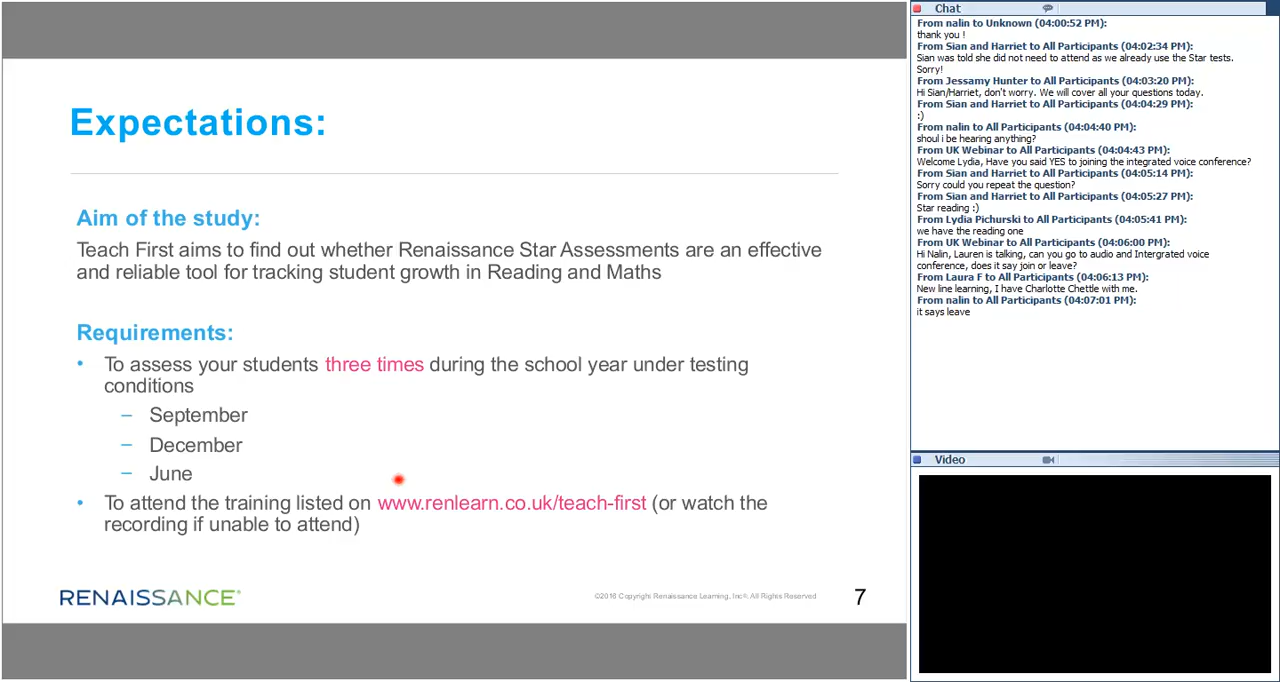 Expectations:
Aim of the study:
Teach First aims to find out whether Renaissance Star Assessments are an effective
and reliable tool for tracking student growth in Reading and Maths
Requirements:
• To assess your students three times during the school year under testing
conditions
– September
– December
– June
• To attend the training listed on www.renlearn.co.uk/teach-first (or watch the
recording if unable to attend)
RENAISSANCE®
©2016 Copyright Renaissance Learning, Inc®. All Rights Reserved
7
Chat
From nalin to Unknown (04:00:52 PM):
thank you !
From Sian and Harriet to All Participants (04:02:34 PM):
Sian was told she did not need to attend as we already use the Star tests.
Sorry!
From Jessamy Hunter to All Participants (04:03:20 PM):
Hi Sian/Harriet, don't worry. We will cover all your questions today.
From Sian and Harriet to All Participants (04:04:29 PM):
:)
From nalin to All Participants (04:04:40 PM):
shoul i be hearing anything?
From UK Webinar to All Participants (04:04:43 PM):
Welcome Lydia, Have you said YES to joining the integrated voice conference?
From Sian and Harriet to All Participants (04:05:14 PM):
Sorry could you repeat the question?
From Sian and Harriet to All Participants (04:05:27 PM):
Star reading :)
From Lydia Pichurski to All Participants (04:05:41 PM):
we have the reading one
From UK Webinar to All Participants (04:06:00 PM):
Hi Nalin, Lauren is talking, can you go to audio and Intergrated voice
conference, does it say join or leave?
From Laura F to All Participants (04:06:13 PM):
New line learning, I have Charlotte Chettle with me.
From nalin to All Participants (04:07:01 PM):
it says leave
Video